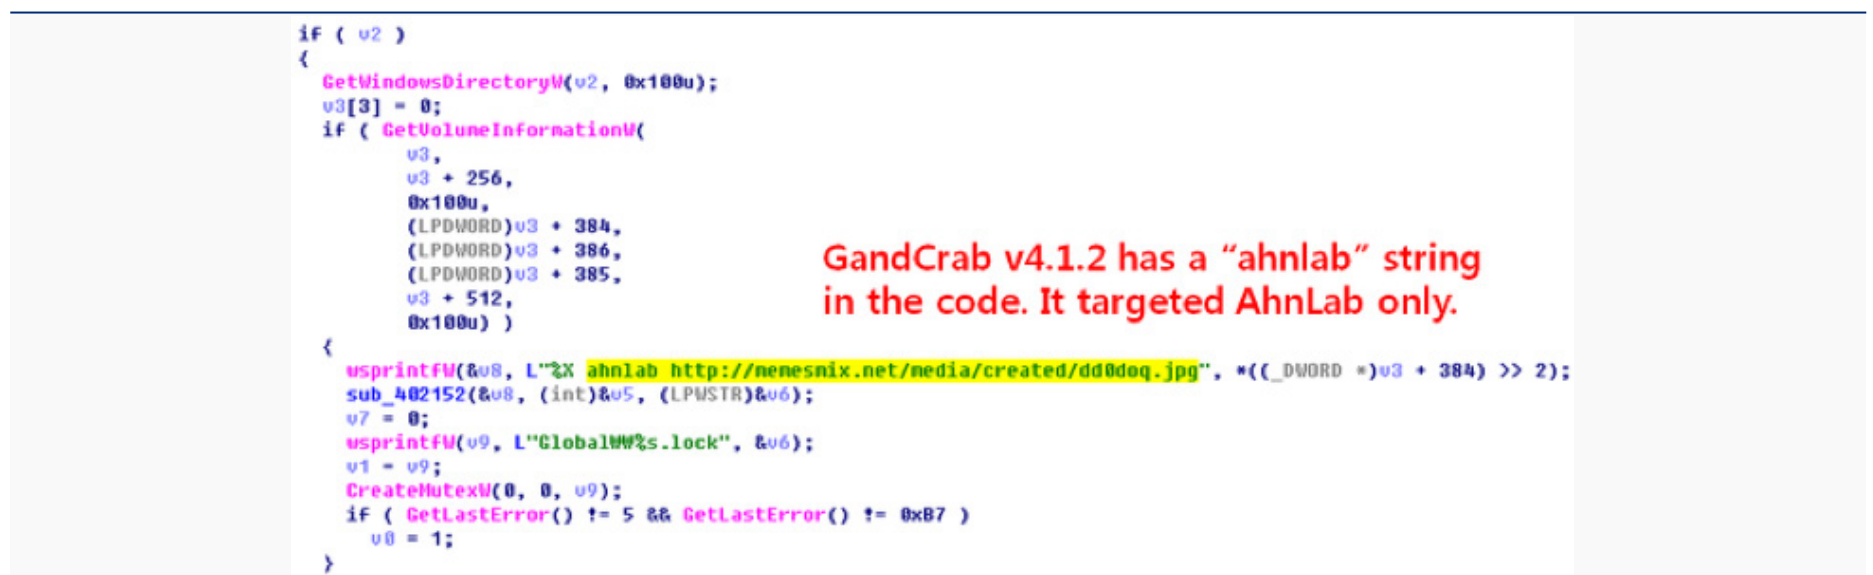 if ( v2 )
{
GetWindowsDirectoryW(v2, 0x100u);
v3[3] = 0;
if ( GetVolumeInformationW(
v3,
v3 + 256,
0x100u,
(LPDWORD)v3 + 384,
(LPDWORD)v3 + 386,
(LPDWORD)v3 + 385,
v3 + 512,
0x100u) )
GandCrab v4.1.2 has a “ahnlab” string
in the code. It targeted AhnLab only.
{
wsprintfW(&v8, L"%X ahnlab http://memesmix.net/media/created/dd0doq.jpg", *((_DWORD *)v3 + 384) >> 2);
sub_402152(&v8, (int)&v5, (LPWSTR)&v6);
v7 = 0;
wsprintfW(v9, L"Global₩₩%s.lock", &v6);
v1 = v9;
CreateMutexW(0, 0, v9);
if ( GetLastError() != 5 && GetLastError() != 0xB7 )
v0 = 1;
}